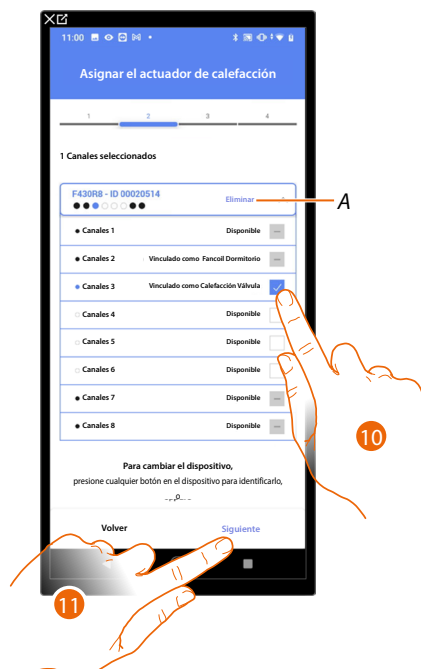 11:00
Asignar el actuador de calefacción
1 2 3 4
1 Canales seleccionados
F430R8 - ID 00020514
Eliminar
A
Canales 1 Disponible
Canales 2 Vinculado como Fancoil Dormitorio
Canales 3 Vinculado como Calefacción Válvula
Canales 4 Disponible
Canales 5 Disponible
Canales 6 Disponible
Canales 7 Disponible
Canales 8 Disponible
10
Para cambiar el dispositivo,
presione cualquier botón en el dispositivo para identificarlo,
Volver Siguiente
11